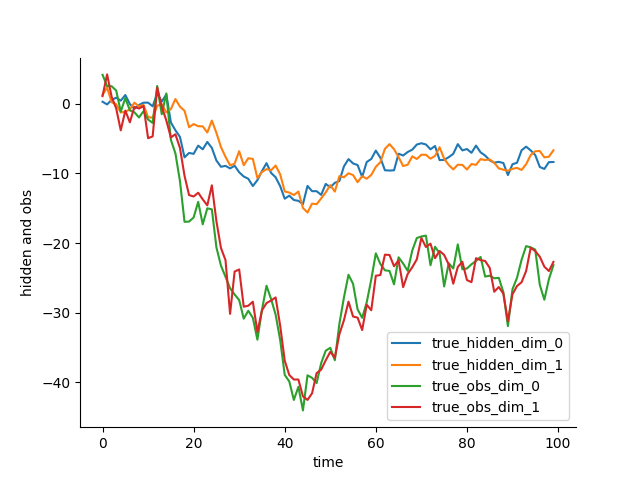 0
−10
−20
−30
−40
hidden and obs
0
20
40
60
80
100
time
true_hidden_dim_0
true_hidden_dim_1
true_obs_dim_0
true_obs_dim_1